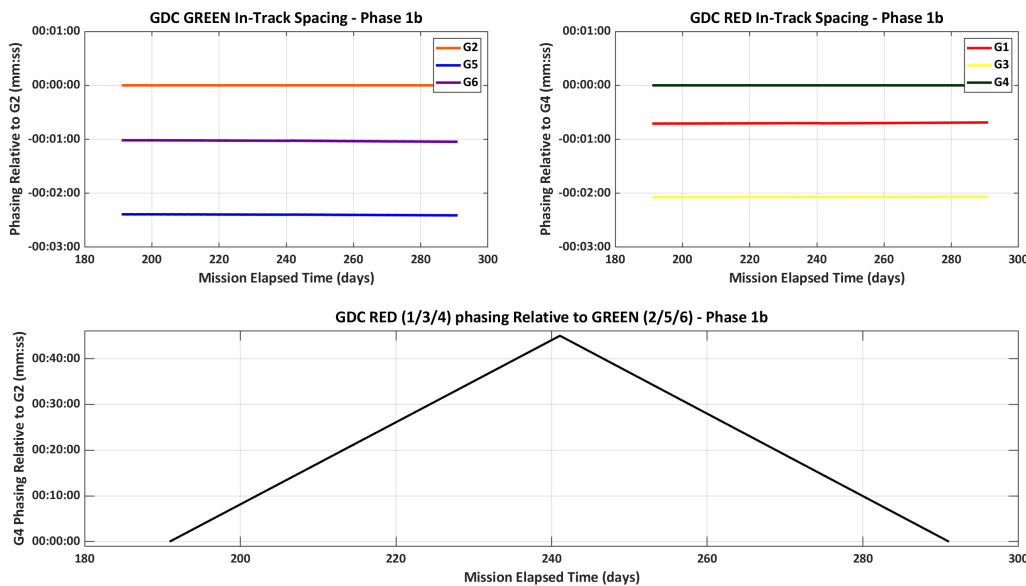 GDC GREEN In-Track Spacing - Phase 1b
Phasing Relative to G2 (mm:ss)
00:01:00
00:00:00
-00:01:00
-00:02:00
-00:03:00
180 200 220 240 260 280 300
Mission Elapsed Time (days)
G2
G5
G6
GDC RED In-Track Spacing - Phase 1b
Phasing Relative to G4 (mm:ss)
00:01:00
00:00:00
-00:01:00
-00:02:00
-00:03:00
180 200 220 240 260 280 300
Mission Elapsed Time (days)
G1
G3
G4
GDC RED (1/3/4) phasing Relative to GREEN (2/5/6) - Phase 1b
G4 Phasing Relative to G2 (mm:ss)
00:40:00
00:30:00
00:20:00
00:10:00
00:00:00
180 200 220 240 260 280 300
Mission Elapsed Time (days)